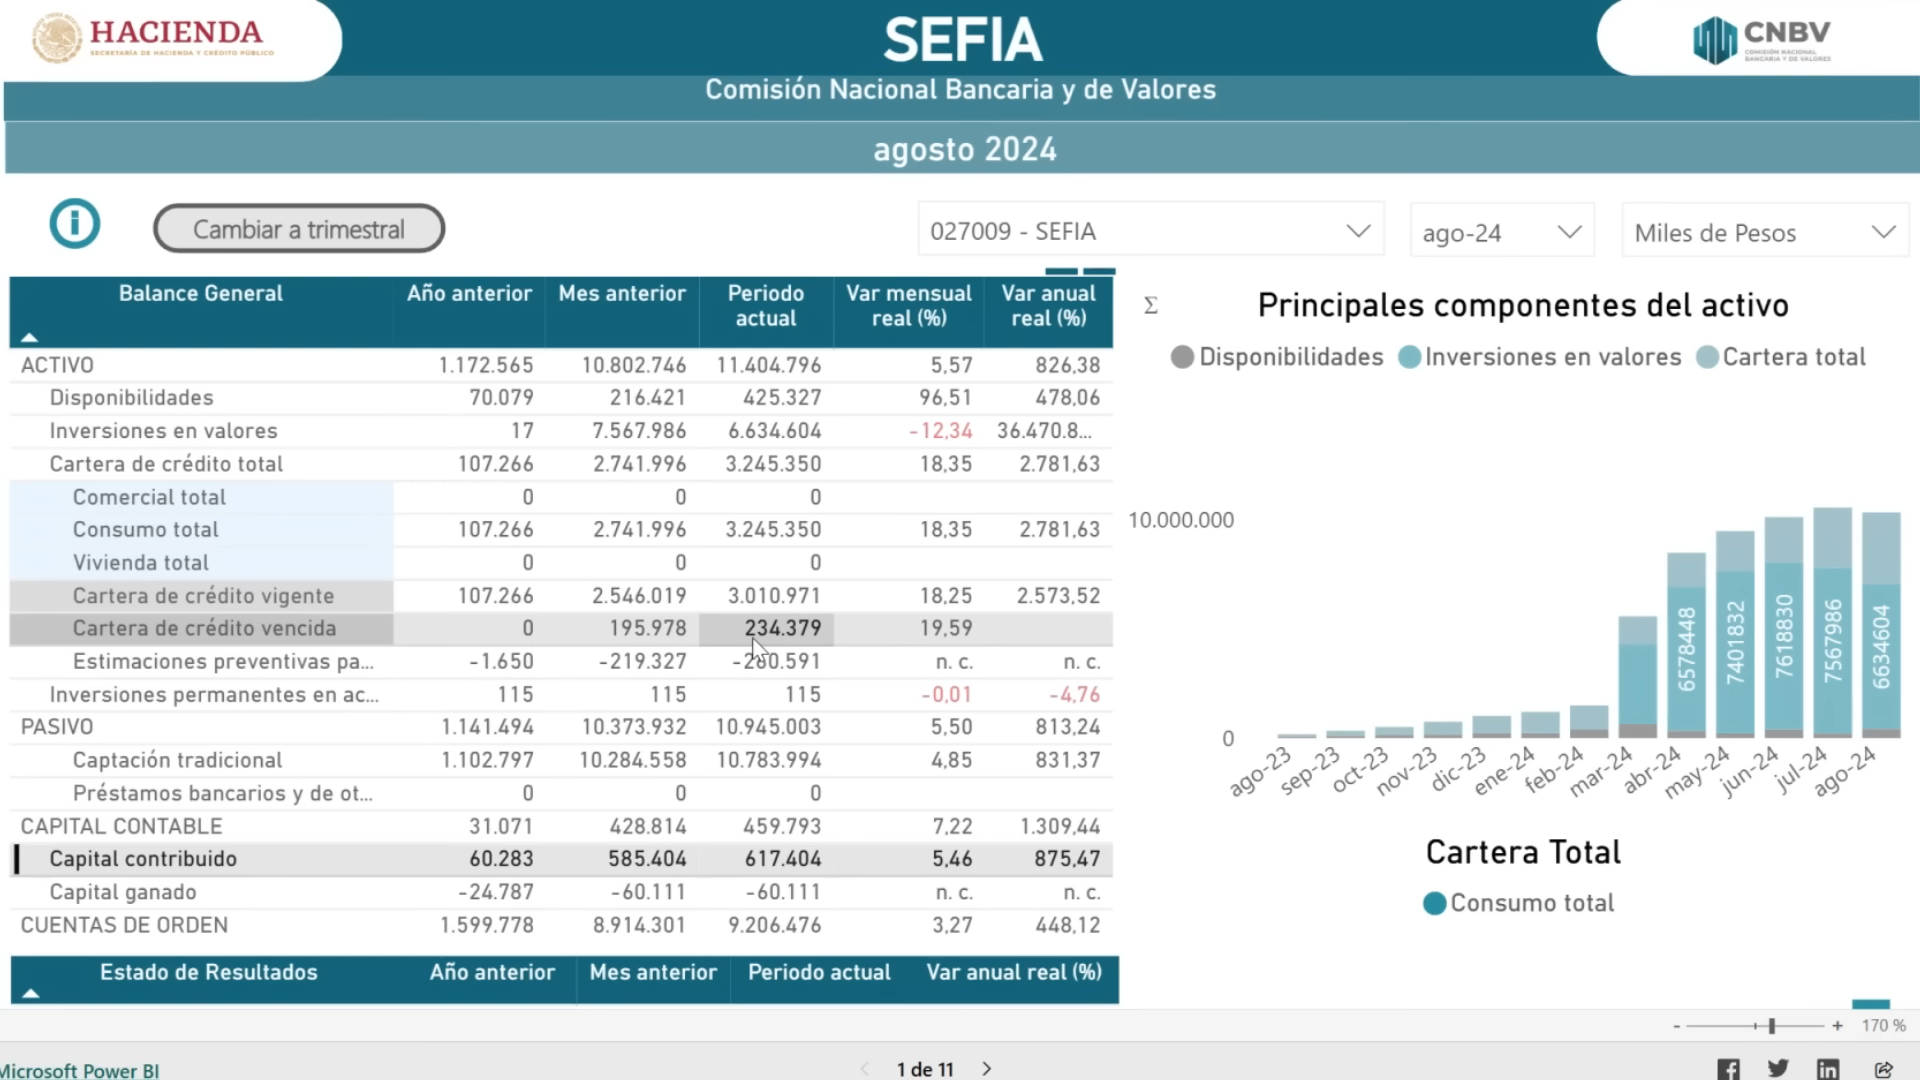 HACIENDA
SECRETARÍA DE HACIENDA Y CRÉDITO PÚBLICO
SEFIA
CNBV
COMISIÓN NACIONAL
BANCARIA Y DE VALORES
Comisión Nacional Bancaria y de Valores
agosto 2024
Cambiar a trimestral
027009 - SEFIA
ago-24
Miles de Pesos
Balance General Año anterior Mes anterior Periodo actual Var mensual real (%) Var anual real (%)
ACTIVO 1.172.565 10.802.746 11.404.796 5,57 826,38
Disponibilidades 70.079 216.421 425.327 96,51 478,06
Inversiones en valores 17 7.567.986 6.634.604 -12,34 36.470.8...
Cartera de crédito total 107.266 2.741.996 3.245.350 18,35 2.781,63
Comercial total 0 0 0
Consumo total 107.266 2.741.996 3.245.350 18,35 2.781,63
Vivienda total 0 0 0
Cartera de crédito vigente 107.266 2.546.019 3.010.971 18,25 2.573,52
Cartera de crédito vencida 0 195.978 234.379 19,59
Estimaciones preventivas pa... -1.650 -219.327 n. c. n. c.
Inversiones permanentes en ac... 115 115 115 -0,01 -4,76
PASIVO 1.141.494 10.373.932 10.945.003 5,50 813,24
Captación tradicional 1.102.797 10.284.558 10.783.994 4,85 831,37
Préstamos bancarios y de ot... 0 0 0
CAPITAL CONTABLE 31.071 428.814 459.793 7,22 1.309,44
Capital contribuido 60.283 585.404 617.404 5,46 875,47
Capital ganado -24.787 -60.111 -60.111 n. c. n. c.
CUENTAS DE ORDEN 1.599.778 8.914.301 9.206.476 3,27 448,12
Estado de Resultados Año anterior Mes anterior Periodo actual Var anual real (%)
Σ
Principales componentes del activo
Disponibilidades Inversiones en valores Cartera total
10.000.000
0
6578448
7401832
7618830
7567986
6634604
ago-23 sep-23 oct-23 nov-23 dic-23 ene-24 feb-24 mar-24 abr-24 may-24 jun-24 jul-24 ago-24
Cartera Total
Consumo total
- + 170 %
Microsoft Power BI
1 de 11